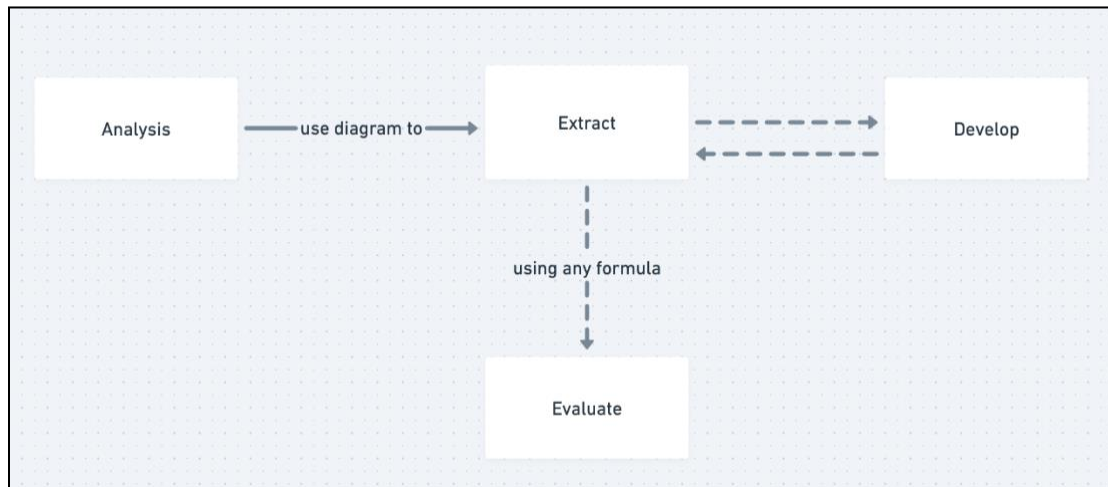 Analysis
use diagram to
Extract
Develop
using any formula
Evaluate